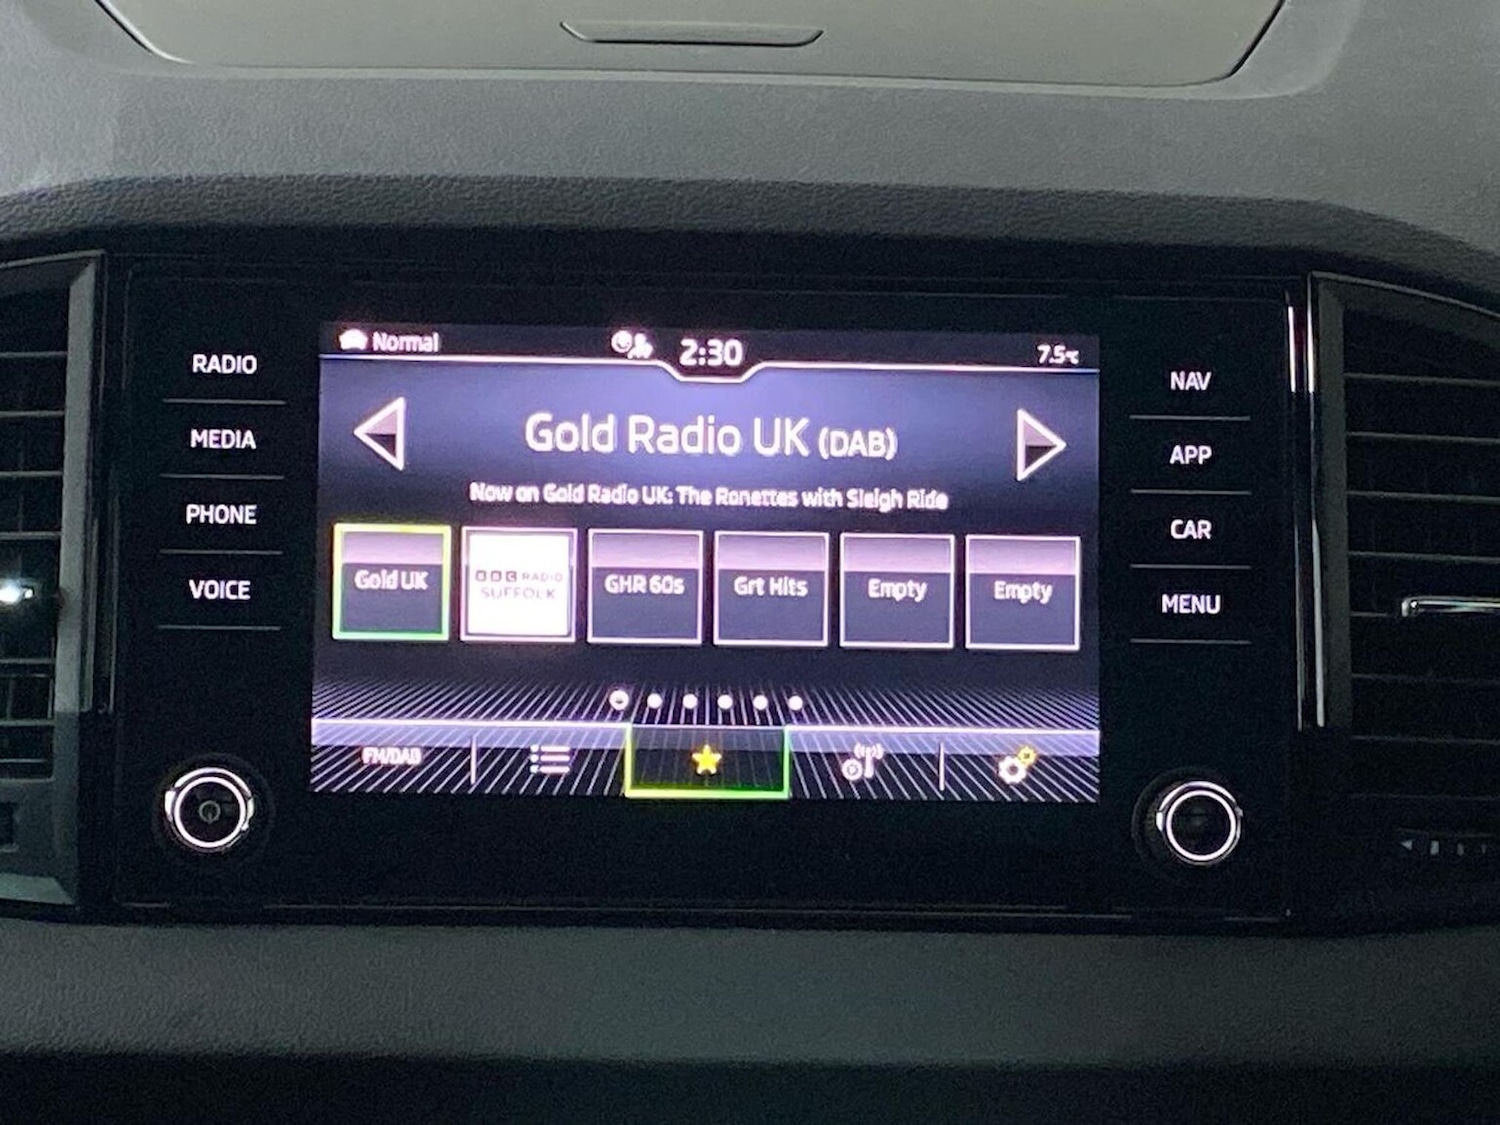 Normal
2:30
7.5°C
RADIO
MEDIA
PHONE
VOICE
Gold Radio UK (DAB)
Now on Gold Radio UK: The Ronettes with Sleigh Ride
Gold UK
BBC RADIO
SUFFOLK
GHR 60s
Grt Hits
Empty
Empty
FM/DAB
NAV
APP
CAR
MENU